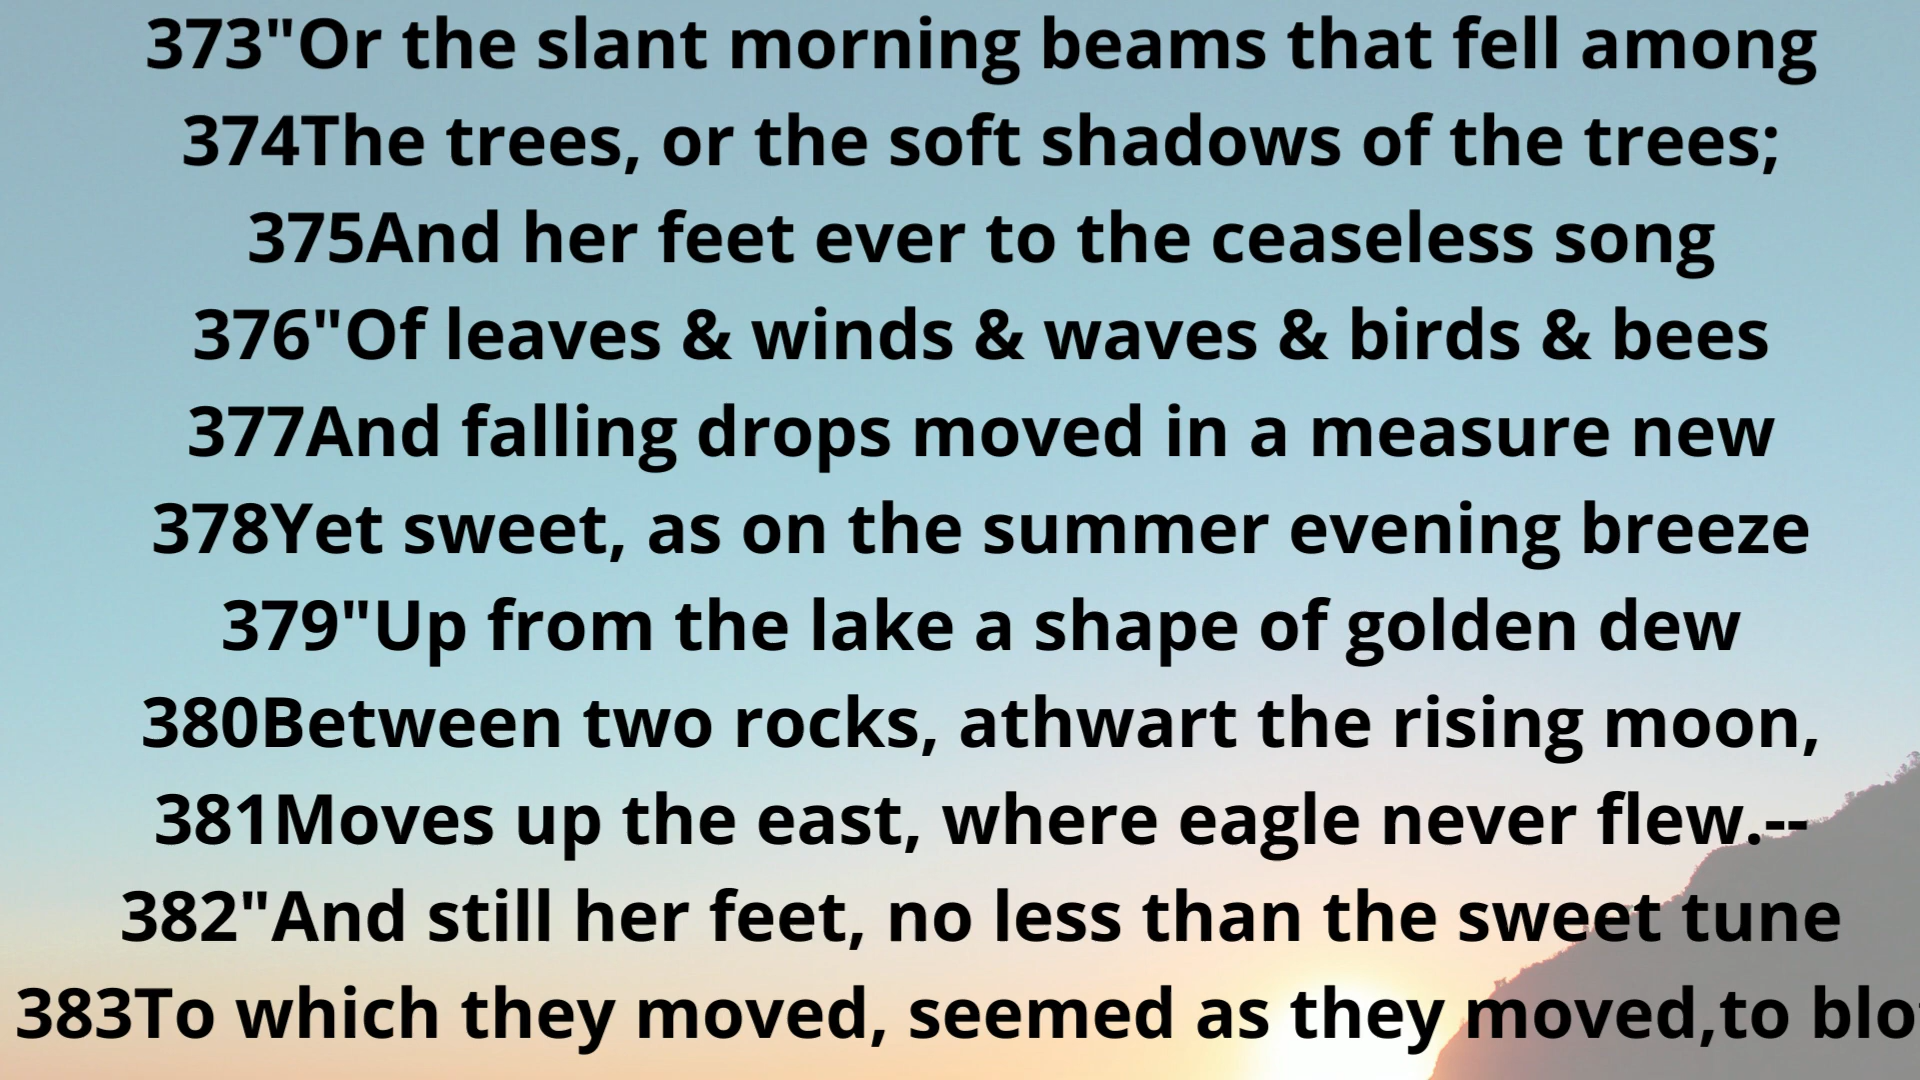 373"Or the slant morning beams that fell among
374The trees, or the soft shadows of the trees;
375And her feet ever to the ceaseless song
376"Of leaves & winds & waves & birds & bees
377And falling drops moved in a measure new
378Yet sweet, as on the summer evening breeze
379"Up from the lake a shape of golden dew
380Between two rocks, athwart the rising moon,
381Moves up the east, where eagle never flew.--
382"And still her feet, no less than the sweet tune
383To which they moved, seemed as they moved,to